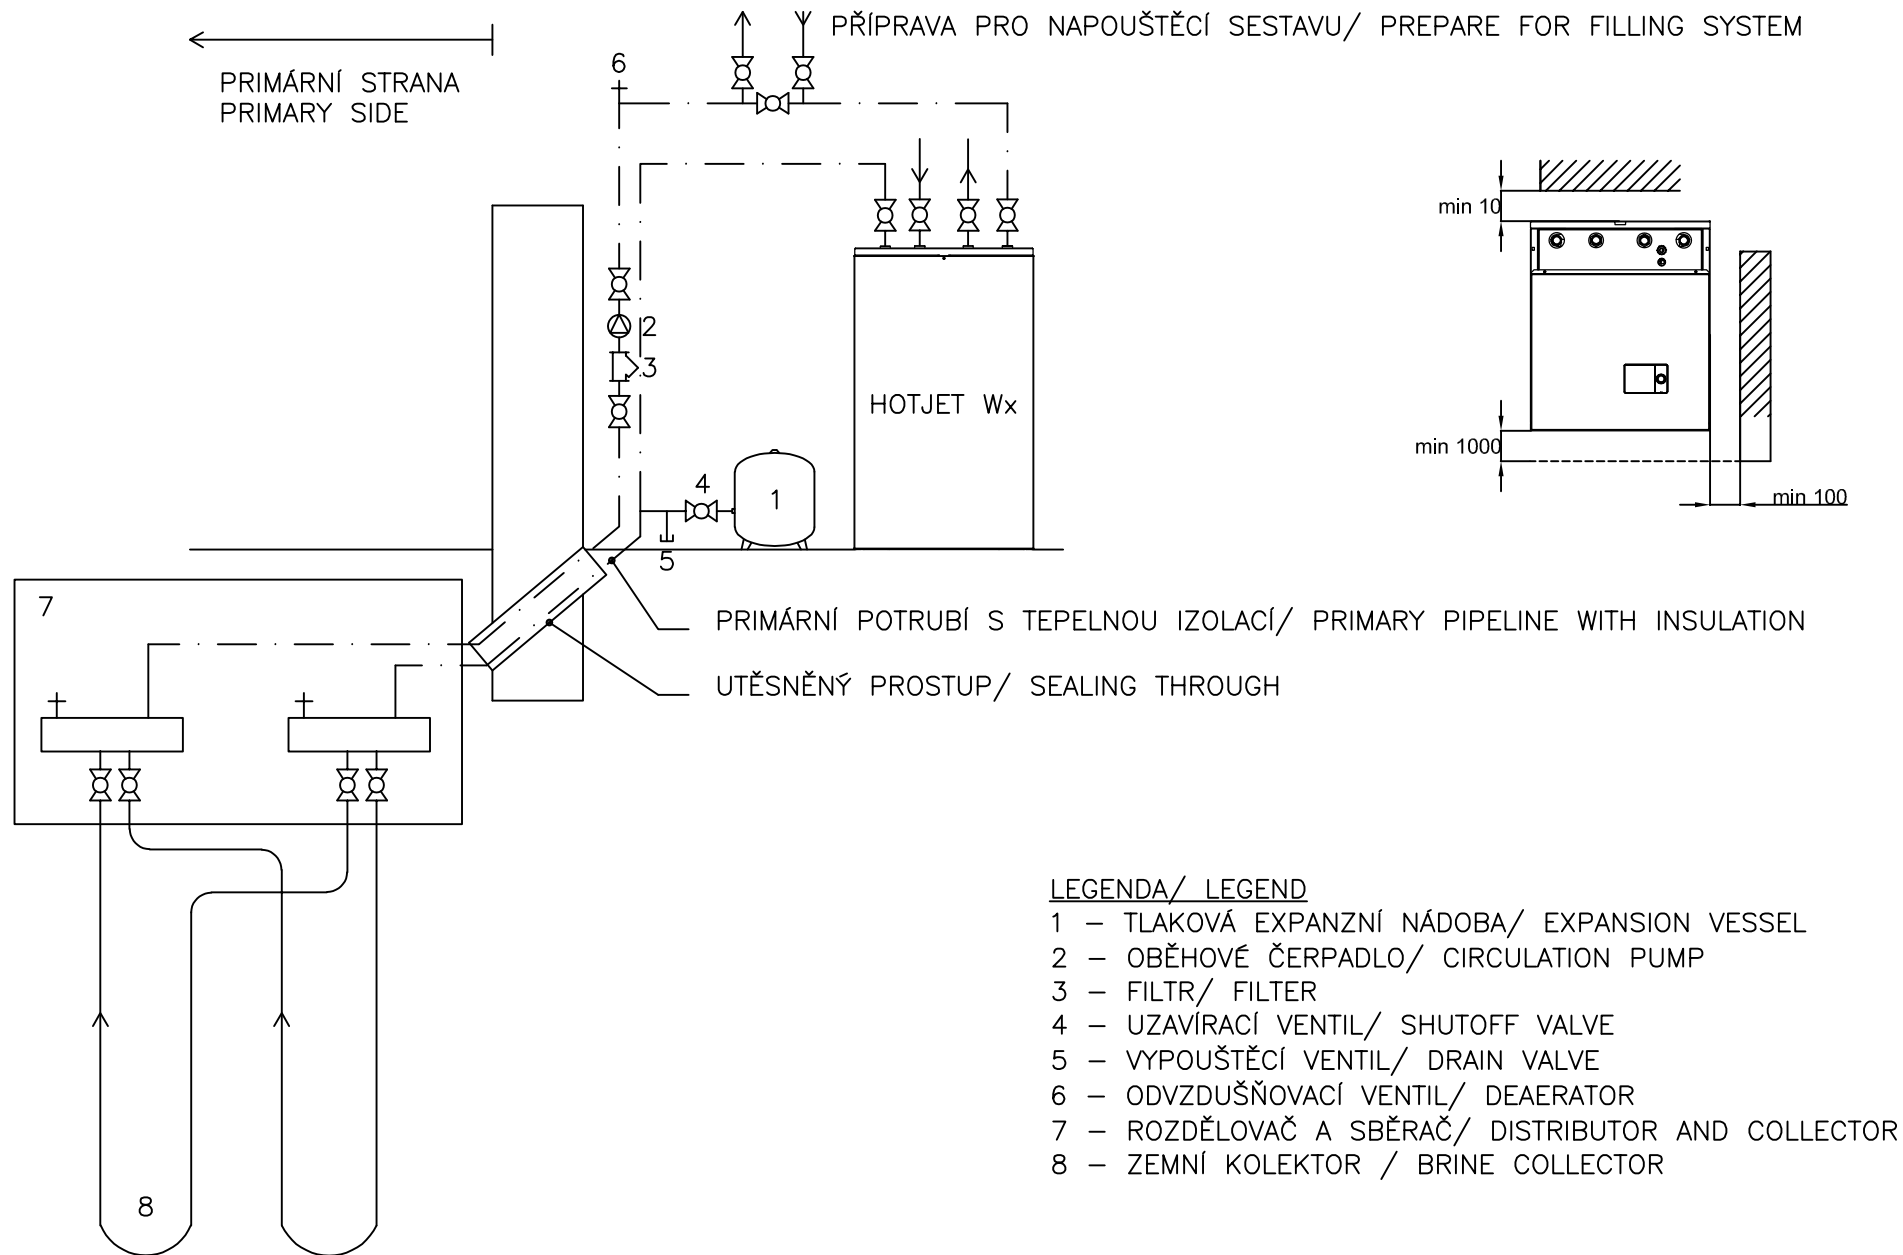 PŘÍPRAVA PRO NAPOUŠTĚCÍ SESTAVU/ PREPARE FOR FILLING SYSTEM
PRIMÁRNÍ STRANA
PRIMARY SIDE
6
min 10
2
3
HOTJET Wx
min 1000
4
1
min 100
5
7
PRIMÁRNÍ POTRUBÍ S TEPELNOU IZOLACÍ/ PRIMARY PIPELINE WITH INSULATION
UTĚSNĚNÝ PROSTUP/ SEALING THROUGH
LEGENDA/ LEGEND
1 – TLAKOVÁ EXPANZNÍ NÁDOBA/ EXPANSION VESSEL
2 – OBĚHOVÉ ČERPADLO/ CIRCULATION PUMP
3 – FILTR/ FILTER
4 – UZAVÍRACÍ VENTIL/ SHUTOFF VALVE
5 – VYPOUŠTĚCÍ VENTIL/ DRAIN VALVE
6 – ODVZDUŠŇOVACÍ VENTIL/ DEAERATOR
7 – ROZDĚLOVAČ A SBĚRAČ/ DISTRIBUTOR AND COLLECTOR
8 – ZEMNÍ KOLEKTOR / BRINE COLLECTOR
8